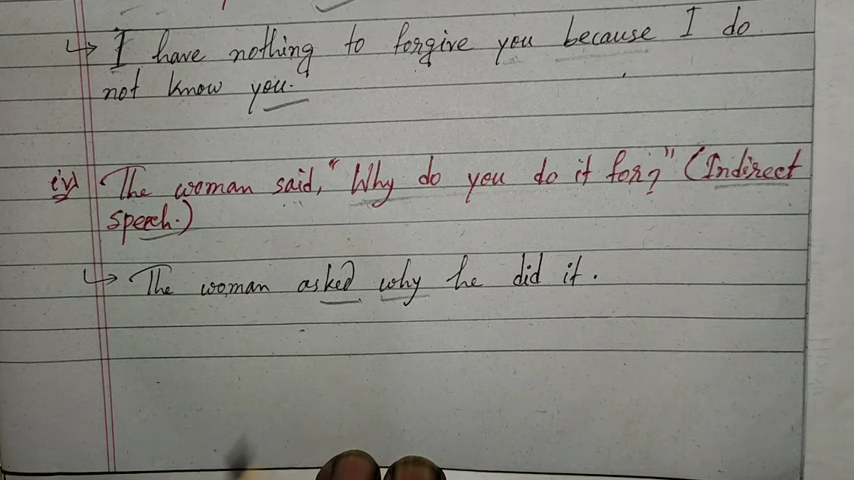 ↳ I have nothing to forgive you because I do
not know you.
iv) The woman said, "Why do you do it for?" (Indirect
speech.)
↳ The woman asked why he did it.